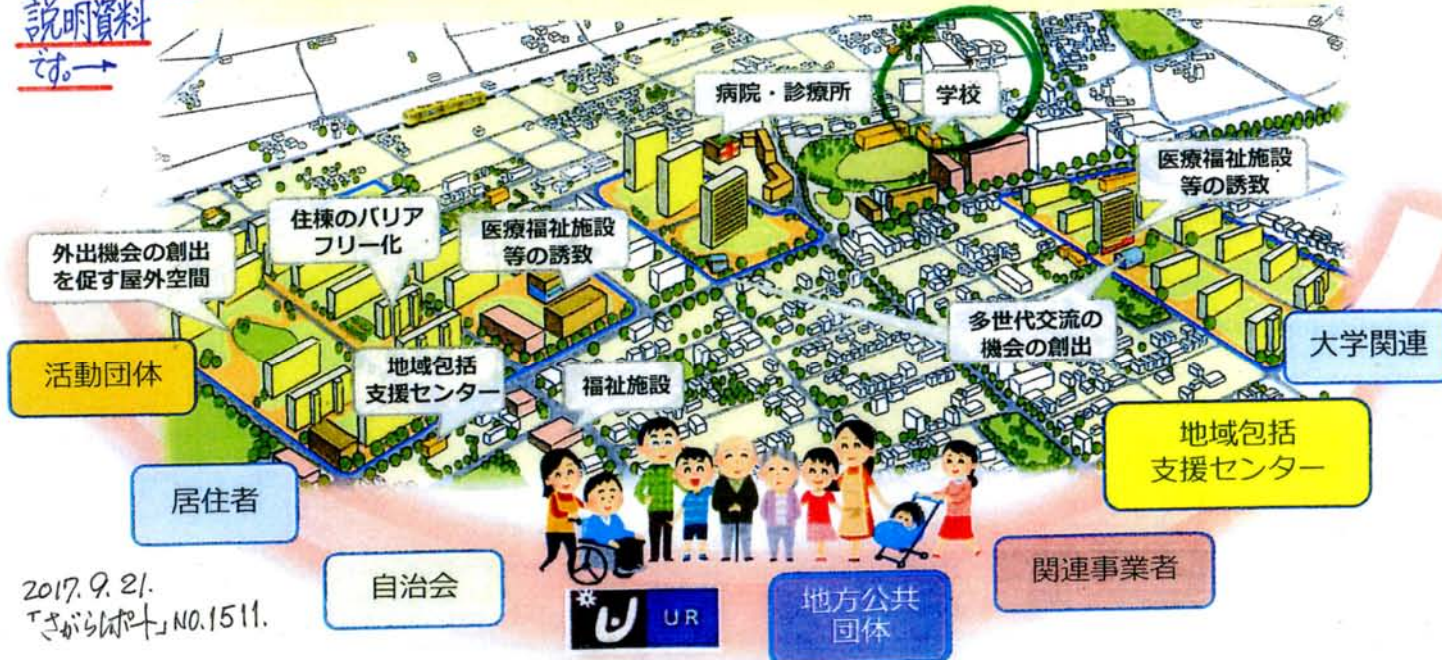 説明資料
です。→
病院・診療所
学校
医療福祉施設
等の誘致
住棟のバリア
フリー化
医療福祉施設
等の誘致
外出機会の創出
を促す屋外空間
多世代交流の
機会の創出
大学関連
活動団体
地域包括
支援センター
福祉施設
地域包括
支援センター
居住者
自治会
UR
地方公共
団体
関連事業者
2017.9.21.
「さがらレポート」NO.1511.